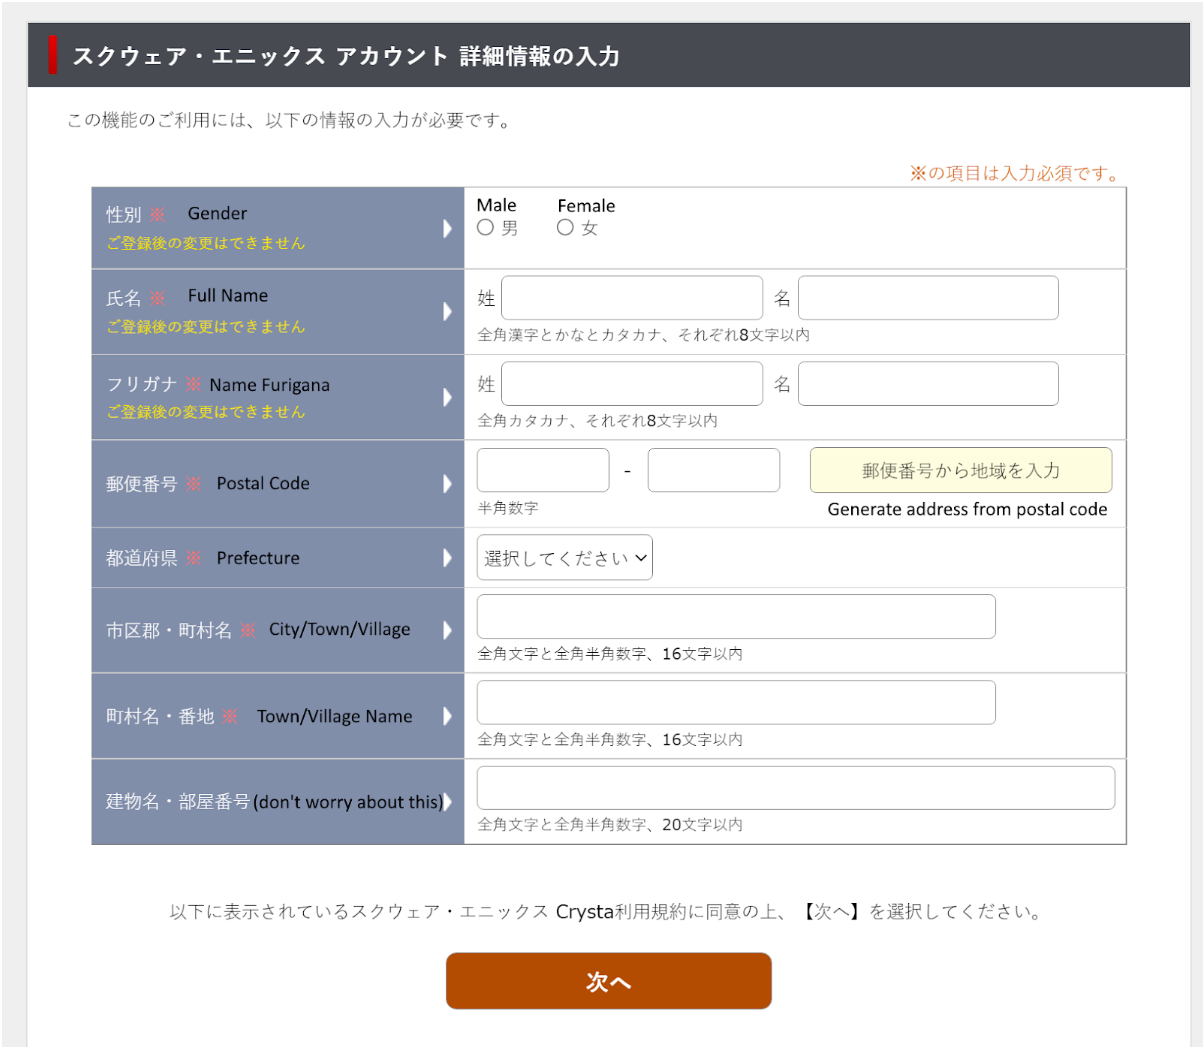 スクウェア・エニックス アカウント 詳細情報の入力
この機能のご利用には、以下の情報の入力が必要です。
※の項目は入力必須です。
性別 ※ Gender
ご登録後の変更はできません
Male Female
男 女
氏名 ※ Full Name
ご登録後の変更はできません
姓 名
全角漢字とかなとカタカナ、それぞれ8文字以内
フリガナ ※ Name Furigana
ご登録後の変更はできません
姓 名
全角カタカナ、それぞれ8文字以内
郵便番号 ※ Postal Code
- 郵便番号から地域を入力
半角数字 Generate address from postal code
都道府県 ※ Prefecture
選択してください
市区郡・町村名 ※ City/Town/Village
全角文字と全角半角数字、16文字以内
町村名・番地 ※ Town/Village Name
全角文字と全角半角数字、16文字以内
建物名・部屋番号(don't worry about this)
全角文字と全角半角数字、20文字以内
以下に表示されているスクウェア・エニックス Crysta利用規約に同意の上、【次へ】を選択してください。
次へ